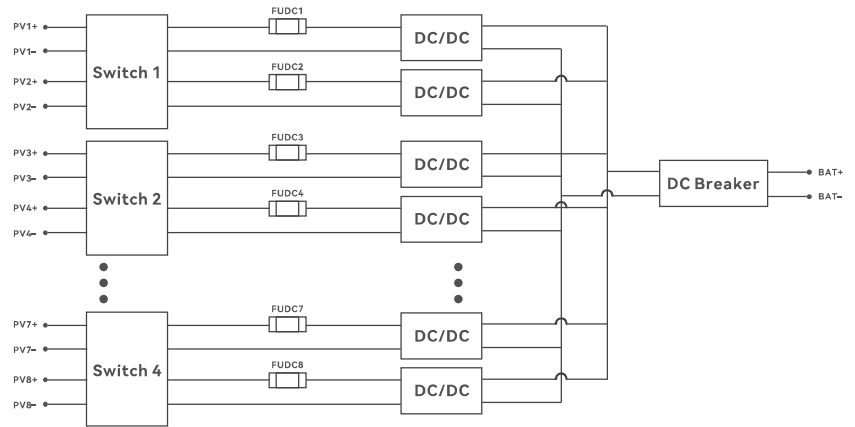 PV1+
PV1-
PV2+
PV2-
Switch 1
FUDC1
FUDC2
DC/DC
DC/DC
PV3+
PV3-
PV4+
PV4-
Switch 2
FUDC3
FUDC4
DC/DC
DC/DC
DC Breaker
BAT+
BAT-
PV7+
PV7-
PV8+
PV8-
Switch 4
FUDC7
FUDC8
DC/DC
DC/DC